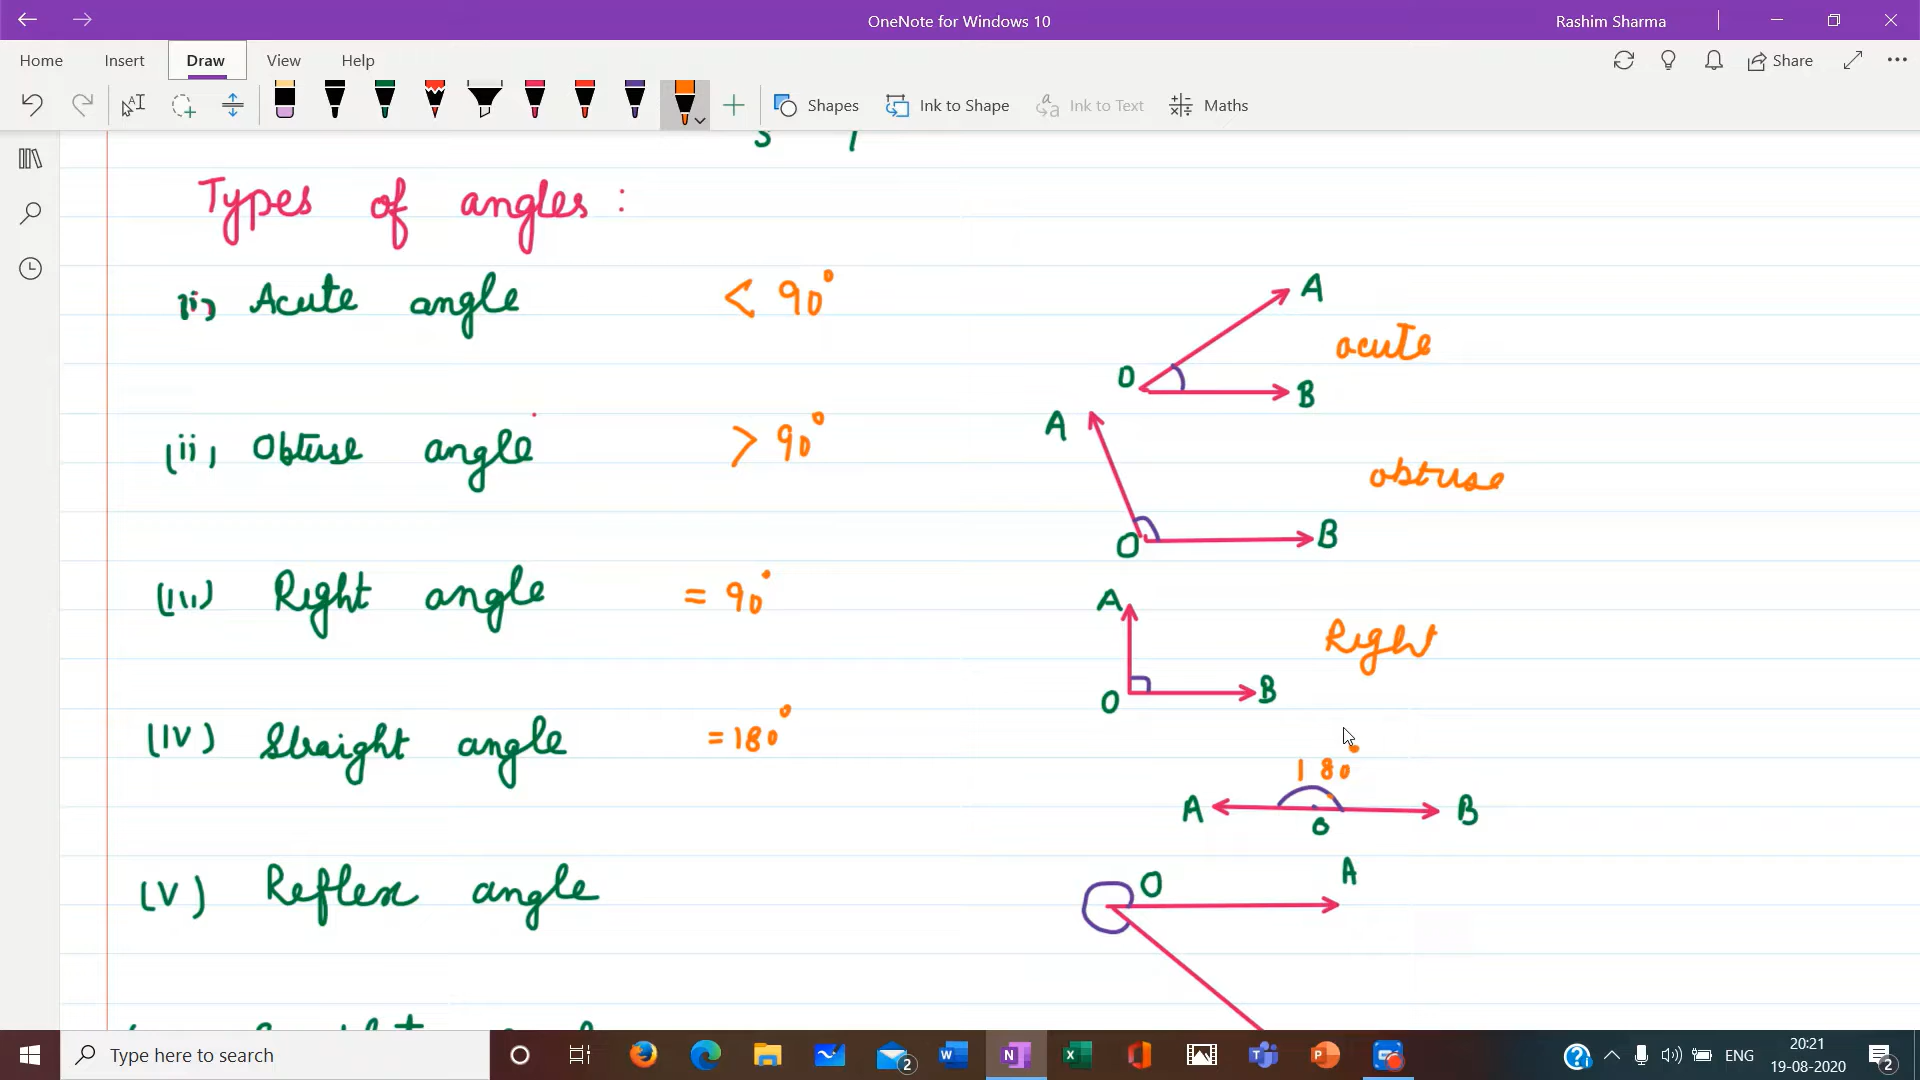 OneNote for Windows 10
Rashim Sharma
Home Insert Draw View Help
Share
Shapes Ink to Shape Ink to Text Maths
Types of angles :
Acute angle < 90°
A
acute
O
B
(ii) Obtuse angle > 90°
A
obtuse
O B
(iii) Right angle = 90°
A
Right
O B
(iv) Straight angle = 180°
180°
A B
O
(v) Reflex angle
O A
Type here to search
2
ENG
20:21
19-08-2020
2